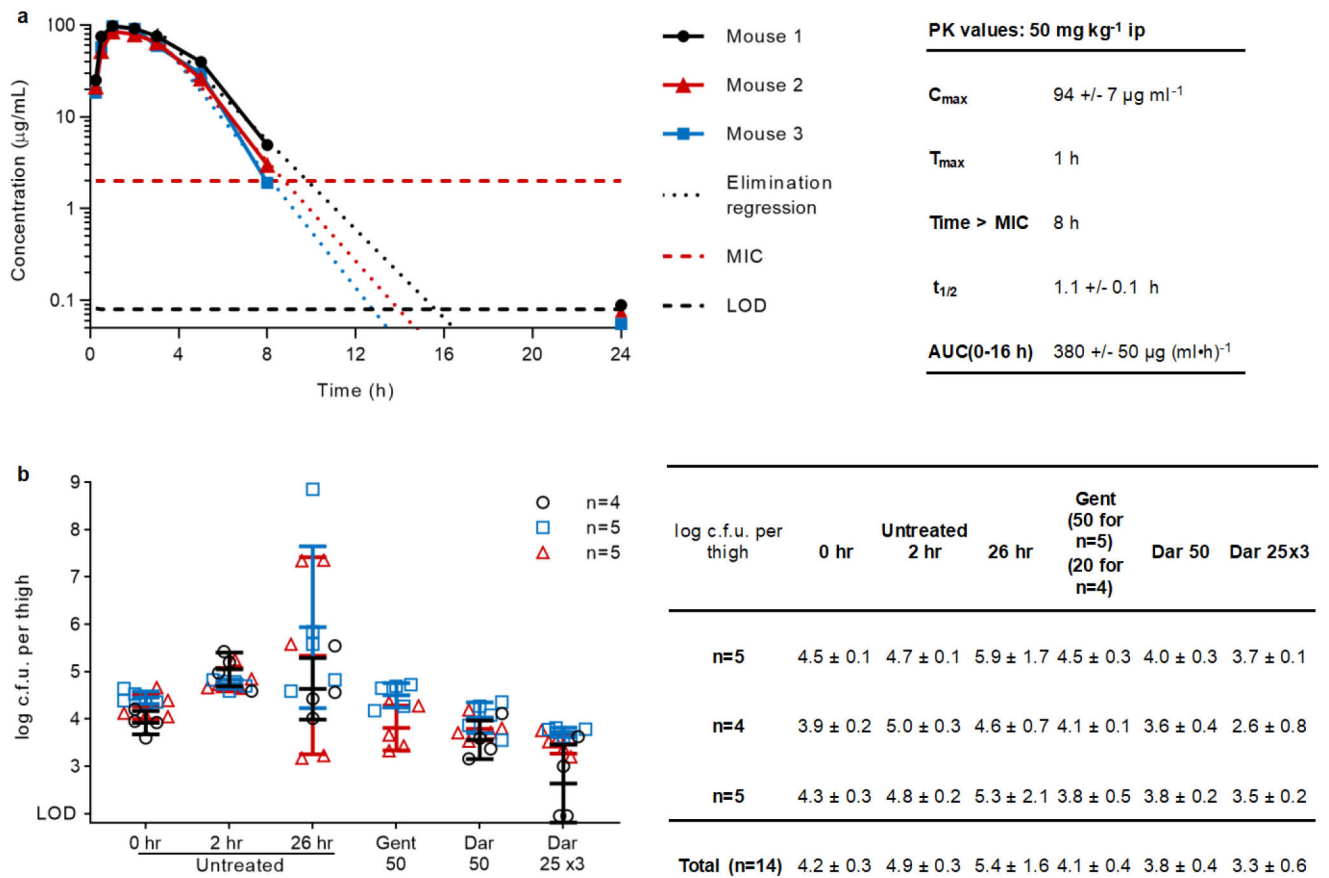 a
100
10
1
0.1
Concentration (µg/mL)
0
4
8
12
16
20
24
Time (h)
Mouse 1
Mouse 2
Mouse 3
Elimination
regression
MIC
LOD
PK values: 50 mg kg⁻¹ ip
Cmax 94 +/- 7 µg ml⁻¹
Tmax 1 h
Time > MIC 8 h
t1/2 1.1 +/- 0.1 h
AUC(0-16 h) 380 +/- 50 µg (ml•h)⁻¹
b
9
8
7
6
5
4
3
LOD
log c.f.u. per thigh
n=4
n=5
n=5
0 hr 2 hr 26 hr Gent Dar Dar
Untreated 50 50 25 x3
Gent
(50 for
log c.f.u. per Untreated n=5)
thigh 0 hr 2 hr 26 hr (20 for Dar 50 Dar 25x3
n=4)
n=5 4.5 ± 0.1 4.7 ± 0.1 5.9 ± 1.7 4.5 ± 0.3 4.0 ± 0.3 3.7 ± 0.1
n=4 3.9 ± 0.2 5.0 ± 0.3 4.6 ± 0.7 4.1 ± 0.1 3.6 ± 0.4 2.6 ± 0.8
n=5 4.3 ± 0.3 4.8 ± 0.2 5.3 ± 2.1 3.8 ± 0.5 3.8 ± 0.2 3.5 ± 0.2
Total (n=14) 4.2 ± 0.3 4.9 ± 0.3 5.4 ± 1.6 4.1 ± 0.4 3.8 ± 0.4 3.3 ± 0.6